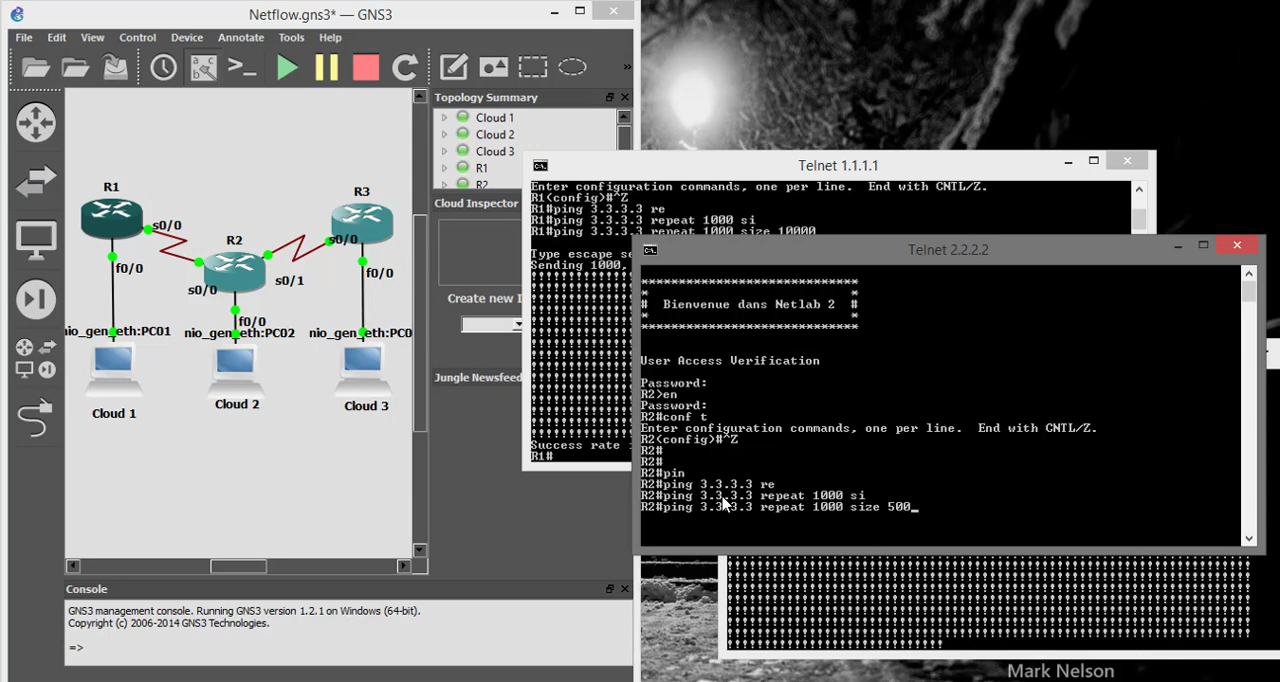 Netflow.gns3* — GNS3
File Edit View Control Device Annotate Tools Help
»
Topology Summary
Cloud 1
Cloud 2
Cloud 3
R1
R2
Cloud Inspector
Create new
Jungle Newsfeed
R1
s0/0
R3
R2
s0/0
s0/1
s0/0
f0/0
f0/0
f0/0
nio_gen_eth:PC01
nio_gen_eth:PC02
Cloud 1
Cloud 2
Cloud 3
Console
GNS3 management console. Running GNS3 version 1.2.1 on Windows (64-bit).
Copyright (c) 2006-2014 GNS3 Technologies.
=>
Telnet 1.1.1.1
Enter configuration commands, one per line.  End with CNTL/Z.
R1(config)#^Z
R1#ping 3.3.3.3 re
R1#ping 3.3.3.3 repeat 1000 si
R1#ping 3.3.3.3 repeat 1000 size 10000
Type escape se
Sending 1000,
Success rate
R1#
Telnet 2.2.2.2
*********************************
*                               *
#  Bienvenue dans Netlab 2  #
*                               *
*********************************
User Access Verification
Password:
R2>en
Password:
R2#conf t
Enter configuration commands, one per line.  End with CNTL/Z.
R2(config)#^Z
R2#
R2#
R2#pin
R2#ping 3.3.3.3 re
R2#ping 3.3.3.3 repeat 1000 si
R2#ping 3.3.3.3 repeat 1000 size 500_
Mark Nelson